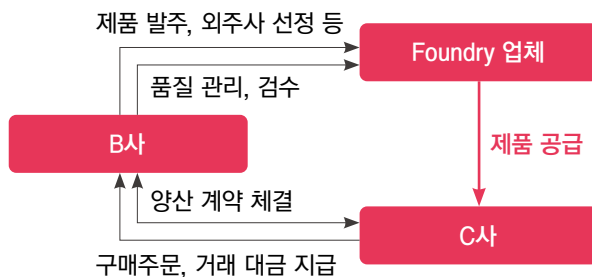 제품 발주, 외주사 선정 등
Foundry 업체
품질 관리, 검수
B사
제품 공급
양산 계약 체결
C사
구매주문, 거래 대금 지급